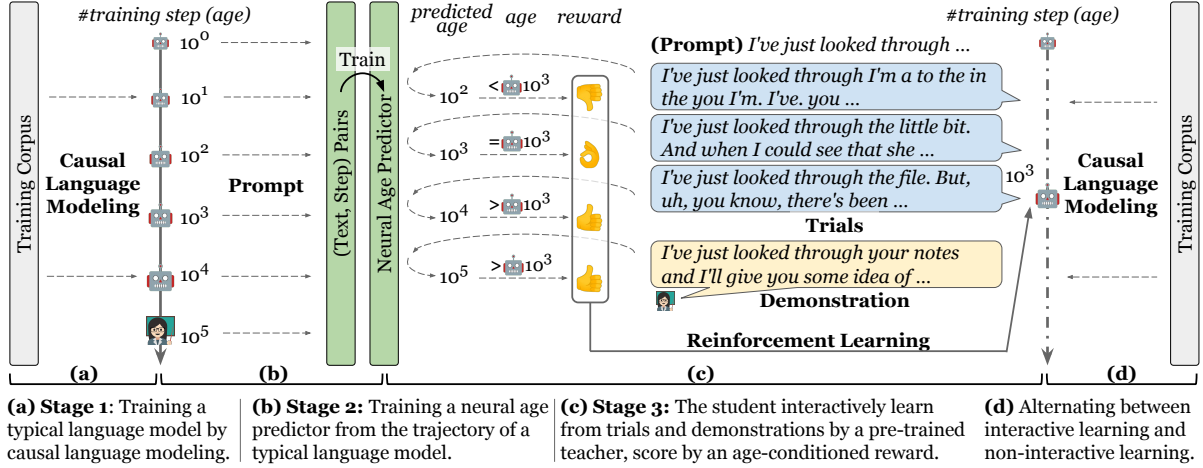 #training step (age)
predicted age
age
reward
#training step (age)
Training Corpus
Causal
Language
Modeling
10⁰
10¹
10²
10³
10⁴
10⁵
Prompt
(Text, Step) Pairs
Train
Neural Age Predictor
10² <10³
10³ =10³
10⁴ >10³
10⁵ >10³
(Prompt) I've just looked through ...
I've just looked through I'm a to the in
the you I'm. I've. you ...
I've just looked through the little bit.
And when I could see that she ...
I've just looked through the file. But,
uh, you know, there's been ...
Trials
I've just looked through your notes
and I'll give you some idea of ...
Demonstration
Reinforcement Learning
10³
Causal
Language
Modeling
Training Corpus
(a)
(b)
(c)
(d)
(a) Stage 1: Training a
typical language model by
causal language modeling.
(b) Stage 2: Training a neural age
predictor from the trajectory of a
typical language model.
(c) Stage 3: The student interactively learn
from trials and demonstrations by a pre-trained
teacher, score by an age-conditioned reward.
(d) Alternating between
interactive learning and
non-interactive learning.